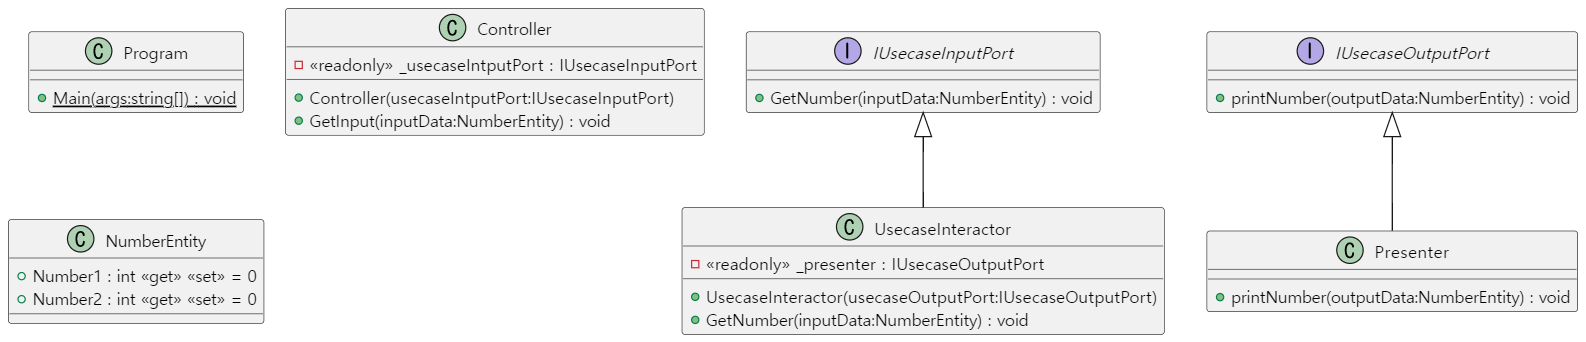 C Program
Main(args:string[]) : void
C Controller
«readonly» _usecaseIntputPort : IUsecaseInputPort
Controller(usecaseIntputPort:IUsecaseInputPort)
GetInput(inputData:NumberEntity) : void
I IUsecaseInputPort
GetNumber(inputData:NumberEntity) : void
I IUsecaseOutputPort
printNumber(outputData:NumberEntity) : void
C NumberEntity
Number1 : int «get» «set» = 0
Number2 : int «get» «set» = 0
C UsecaseInteractor
«readonly» _presenter : IUsecaseOutputPort
UsecaseInteractor(usecaseOutputPort:IUsecaseOutputPort)
GetNumber(inputData:NumberEntity) : void
C Presenter
printNumber(outputData:NumberEntity) : void